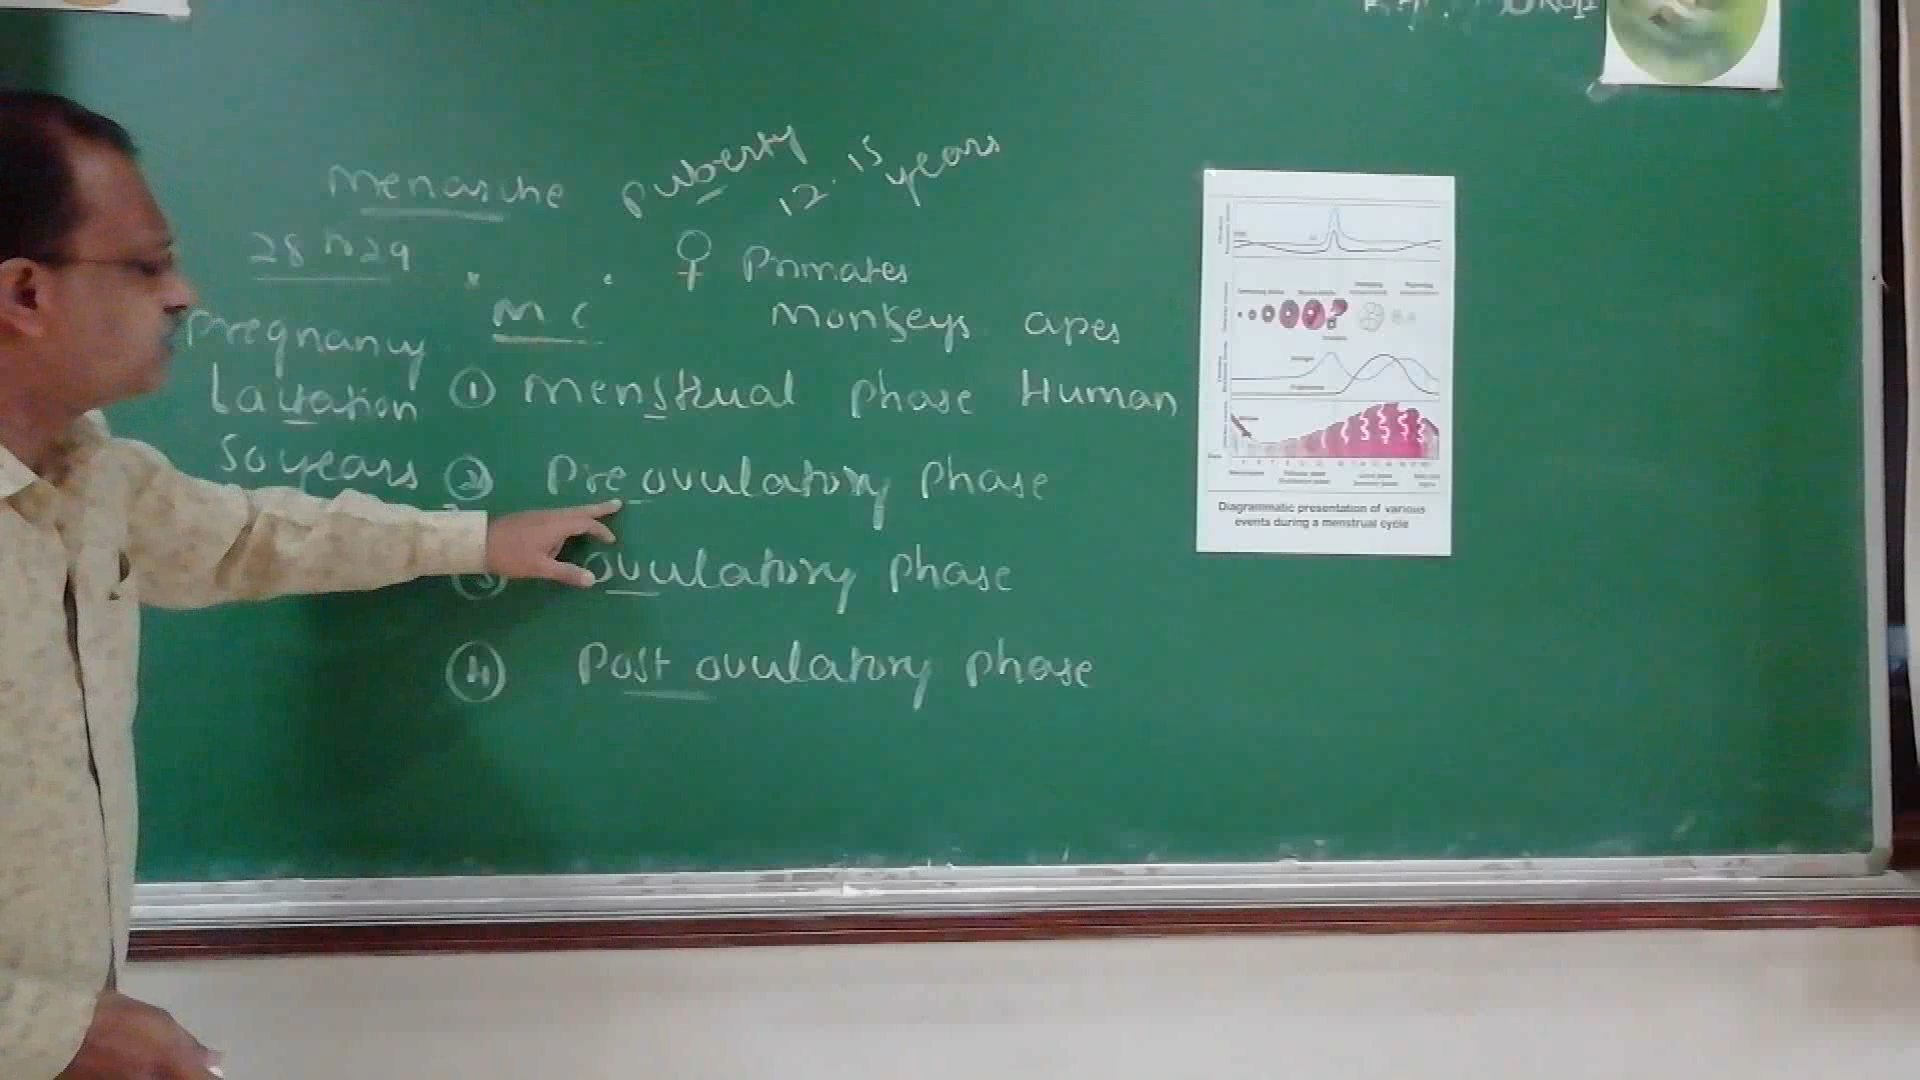 menarche puberty
12. 15 years
28 to 29
♀ Primates
M C
monkeys apes
Pregnancy
Lactation
① menstrual phase Human
50 years
② Pre ovulatory phase
ovulatory phase
④ Post ovulatory phase
Diagrammatic presentation of various
events during a menstrual cycle